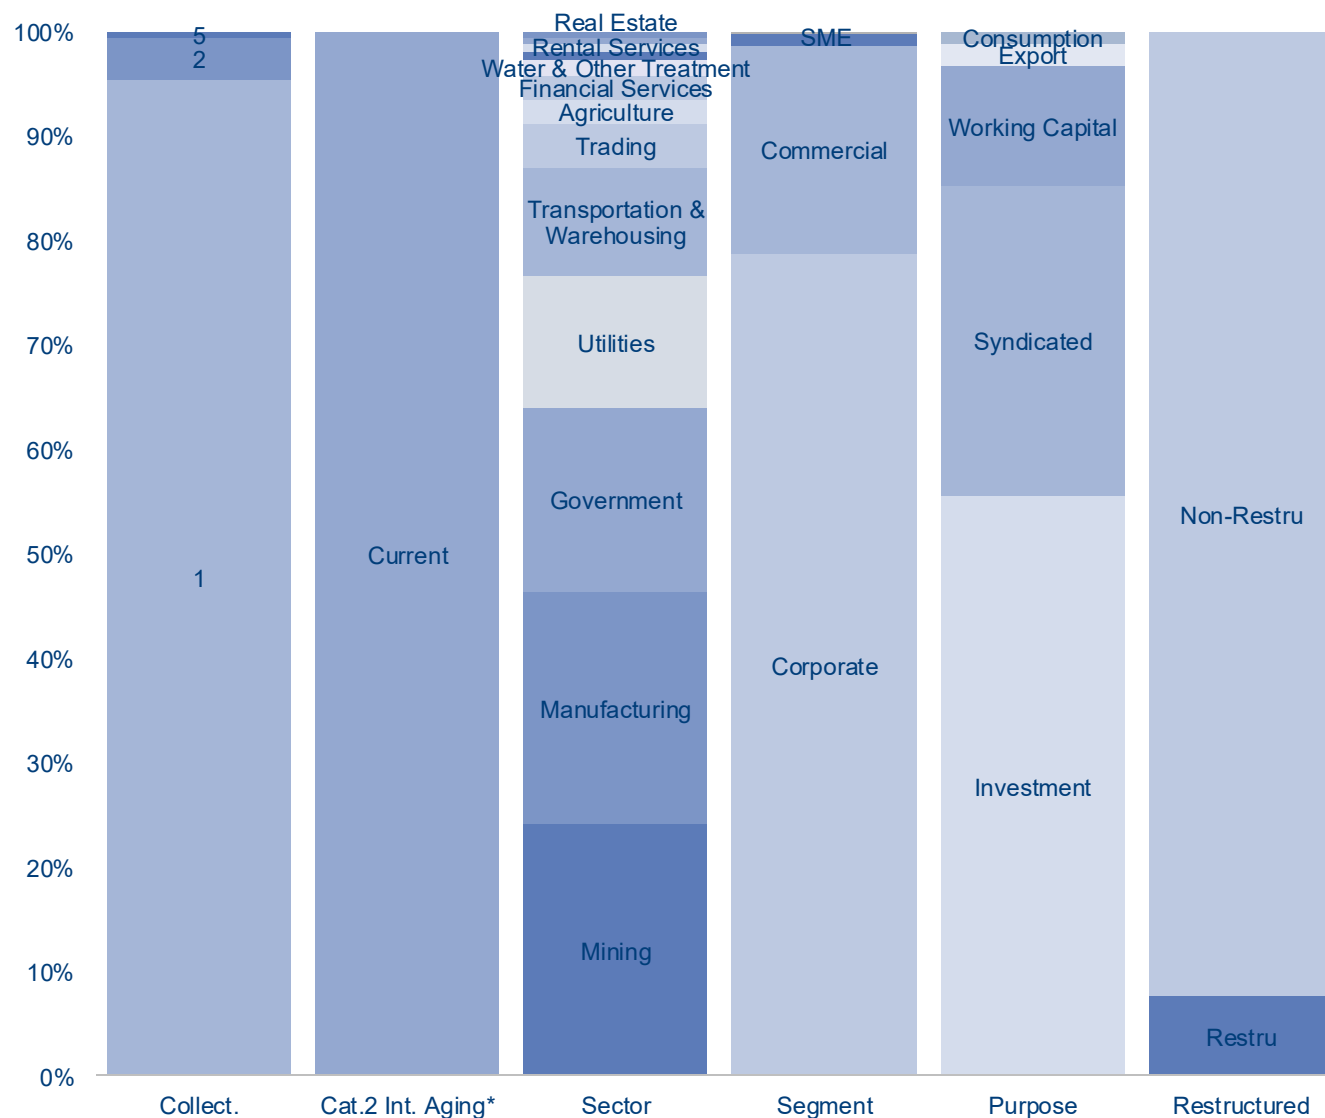 100%
90%
80%
70%
60%
50%
40%
30%
20%
10%
0%
5
2
1
Current
Real Estate
Rental Services
Water & Other Treatment
Financial Services
Agriculture
Trading
Transportation &
Warehousing
Utilities
Government
Manufacturing
Mining
SME
Commercial
Corporate
Consumption
Export
Working Capital
Syndicated
Investment
Non-Restru
Restru
Collect.
Cat.2 Int. Aging*
Sector
Segment
Purpose
Restructured